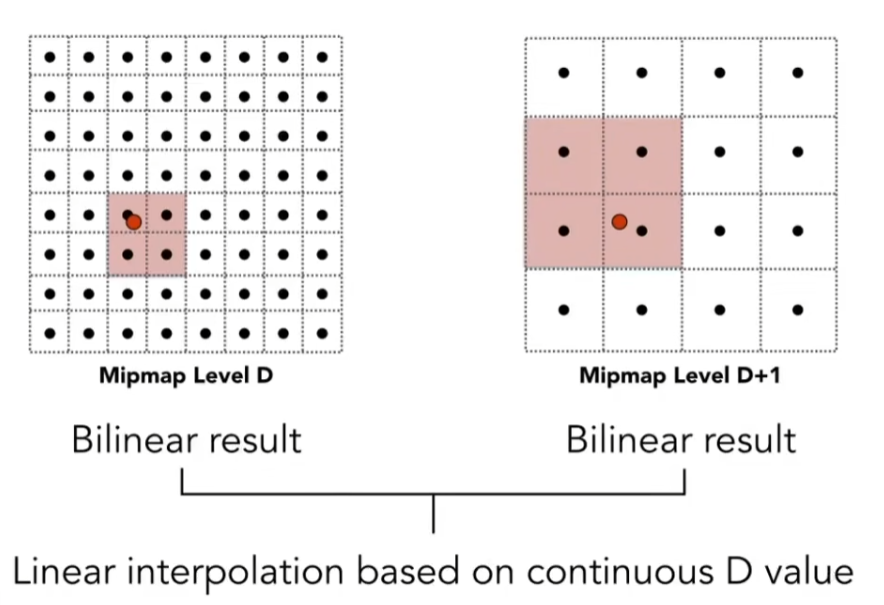 Mipmap Level D
Mipmap Level D+1
Bilinear result
Bilinear result
Linear interpolation based on continuous D value